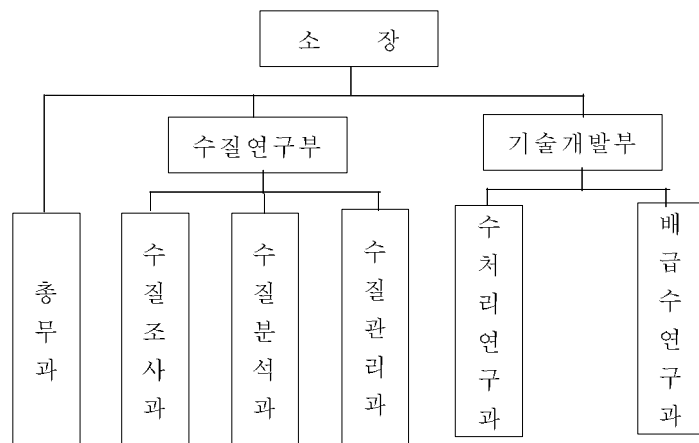 소 장
수질연구부
기술개발부
총무과
수질조사과
수질분석과
수질관리과
수처리연구과
배급수연구과